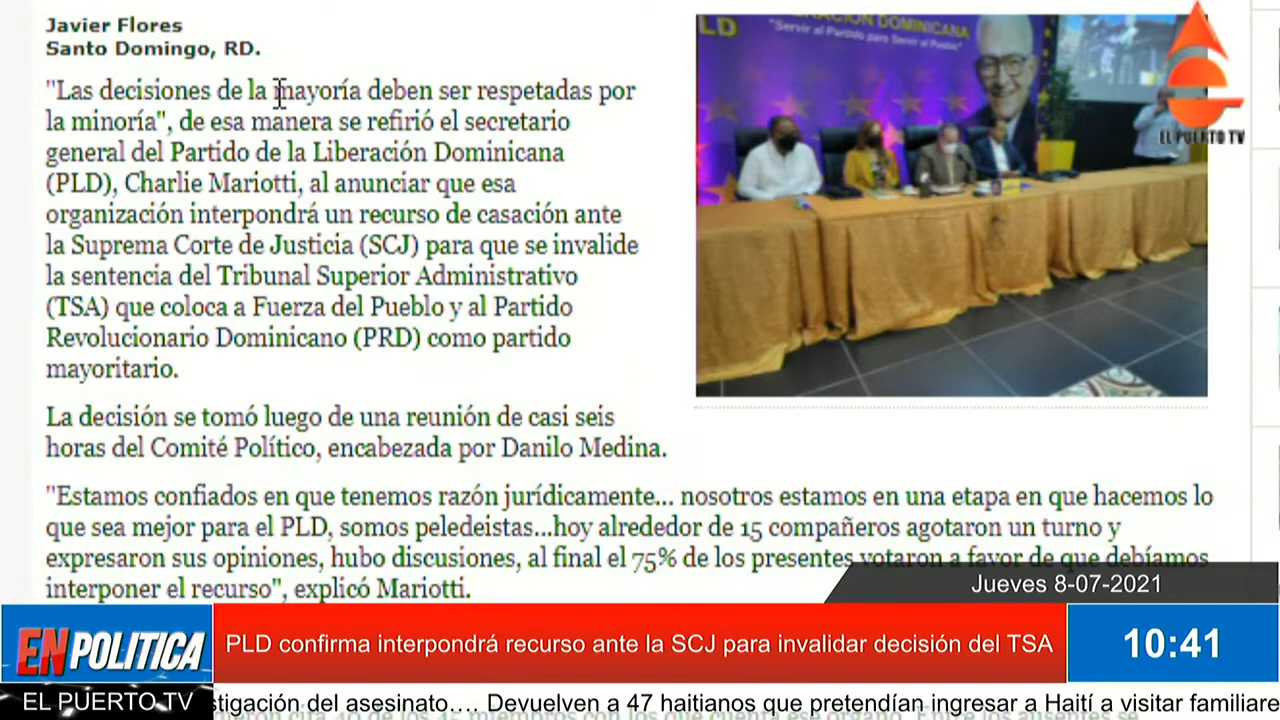 Javier Flores
Santo Domingo, RD.
"Las decisiones de la mayoría deben ser respetadas por
la minoría", de esa manera se refirió el secretario
general del Partido de la Liberación Dominicana
(PLD), Charlie Mariotti, al anunciar que esa
organización interpondrá un recurso de casación ante
la Suprema Corte de Justicia (SCJ) para que se invalide
la sentencia del Tribunal Superior Administrativo
(TSA) que coloca a Fuerza del Pueblo y al Partido
Revolucionario Dominicano (PRD) como partido
mayoritario.
LD
ERACIÓN DOMINICANA
"Servir al Partido para Servir al Pueblo"
EL PUERTO TV
La decisión se tomó luego de una reunión de casi seis
horas del Comité Político, encabezada por Danilo Medina.
"Estamos confiados en que tenemos razón jurídicamente... nosotros estamos en una etapa en que hacemos lo
que sea mejor para el PLD, somos peledeistas...hoy alrededor de 15 compañeros agotaron un turno y
expresaron sus opiniones, hubo discusiones, al final el 75% de los presentes votaron a favor de que debíamos
interponer el recurso", explicó Mariotti.
Jueves 8-07-2021
EN POLITICA
PLD confirma interpondrá recurso ante la SCJ para invalidar decisión del TSA
10:41
EL PUERTO TV
stigación del asesinato.... Devuelven a 47 haitianos que pretendían ingresar a Haití a visitar familiare